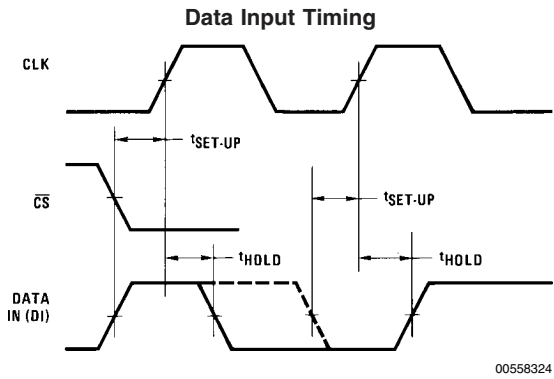 Data Input Timing
CLK
tSET-UP
CS
tSET-UP
tHOLD
tHOLD
DATA
IN (DI)
00558324